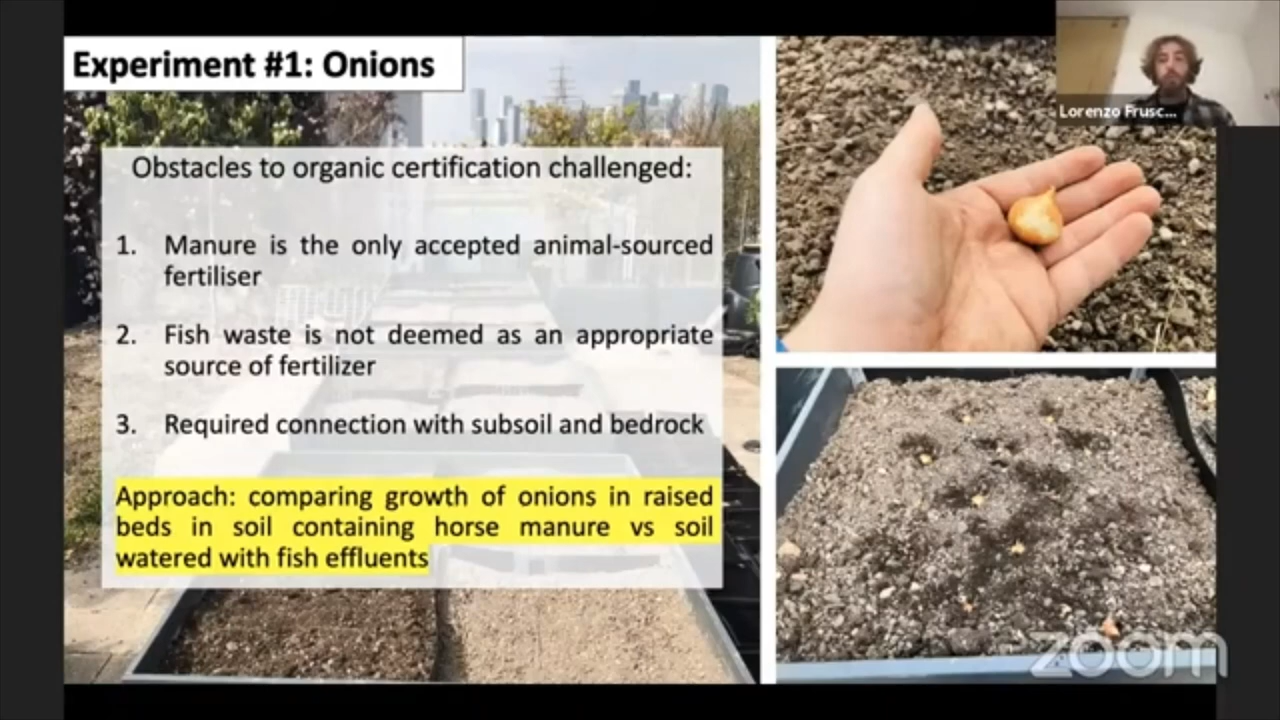 Experiment #1: Onions
Lorenzo Frusc...
Obstacles to organic certification challenged:
1. Manure is the only accepted animal-sourced
fertiliser
2. Fish waste is not deemed as an appropriate
source of fertilizer
3. Required connection with subsoil and bedrock
Approach: comparing growth of onions in raised
beds in soil containing horse manure vs soil
watered with fish effluents
zoom